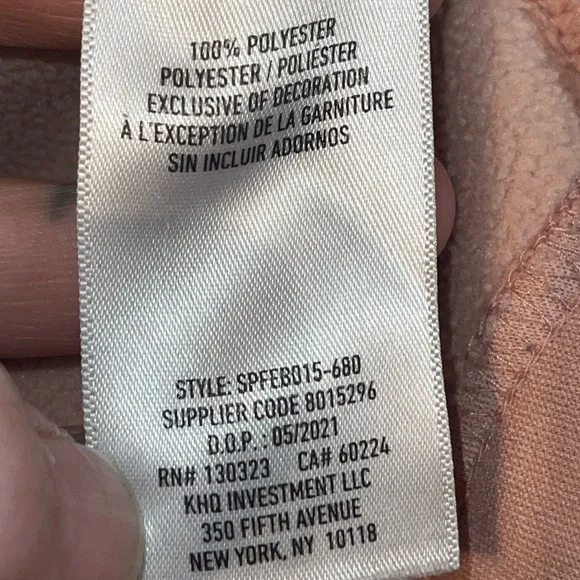 100% POLYESTER
POLYESTER / POLIÉSTER
EXCLUSIVE OF DECORATION
À L'EXCEPTION DE LA GARNITURE
SIN INCLUIR ADORNOS
STYLE: SPFEB015-680
SUPPLIER CODE 8015296
D.O.P. : 05/2021
RN# 130323 CA# 60224
KHQ INVESTMENT LLC
350 FIFTH AVENUE
NEW YORK, NY 10118